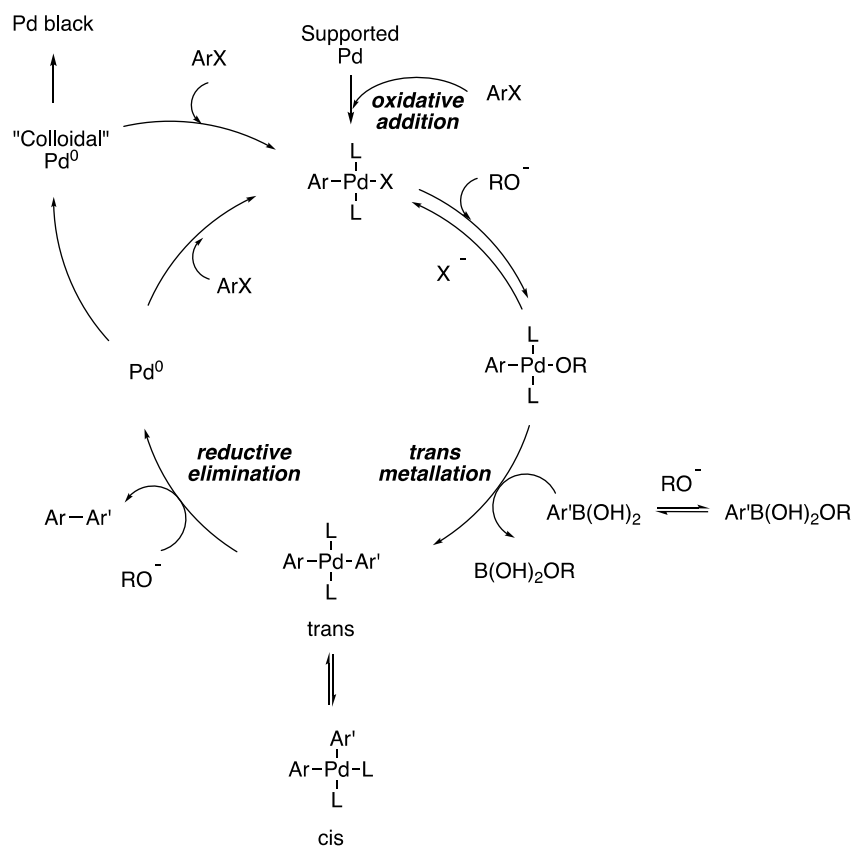 Pd black
Supported
Pd
ArX
ArX
oxidative
addition
"Colloidal"
Pd⁰
L
Ar–Pd–X
L
RO⁻
X⁻
ArX
Pd⁰
L
Ar–Pd–OR
L
reductive
elimination
trans
metallation
Ar–Ar'
RO⁻
RO⁻
Ar'B(OH)₂
Ar'B(OH)₂OR
B(OH)₂OR
L
Ar–Pd–Ar'
L
trans
Ar'
Ar–Pd–L
L
cis